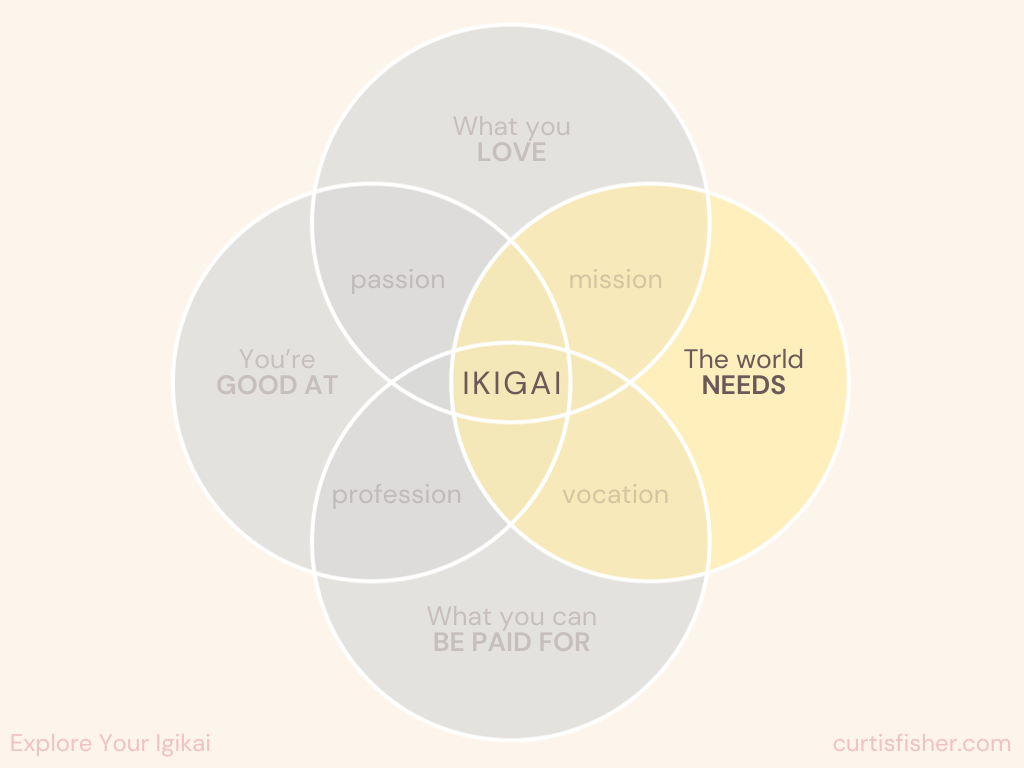 What you
LOVE
passion
mission
You’re
GOOD AT
IKIGAI
The world
NEEDS
profession
vocation
What you can
BE PAID FOR
Explore Your Igikai
curtisfisher.com